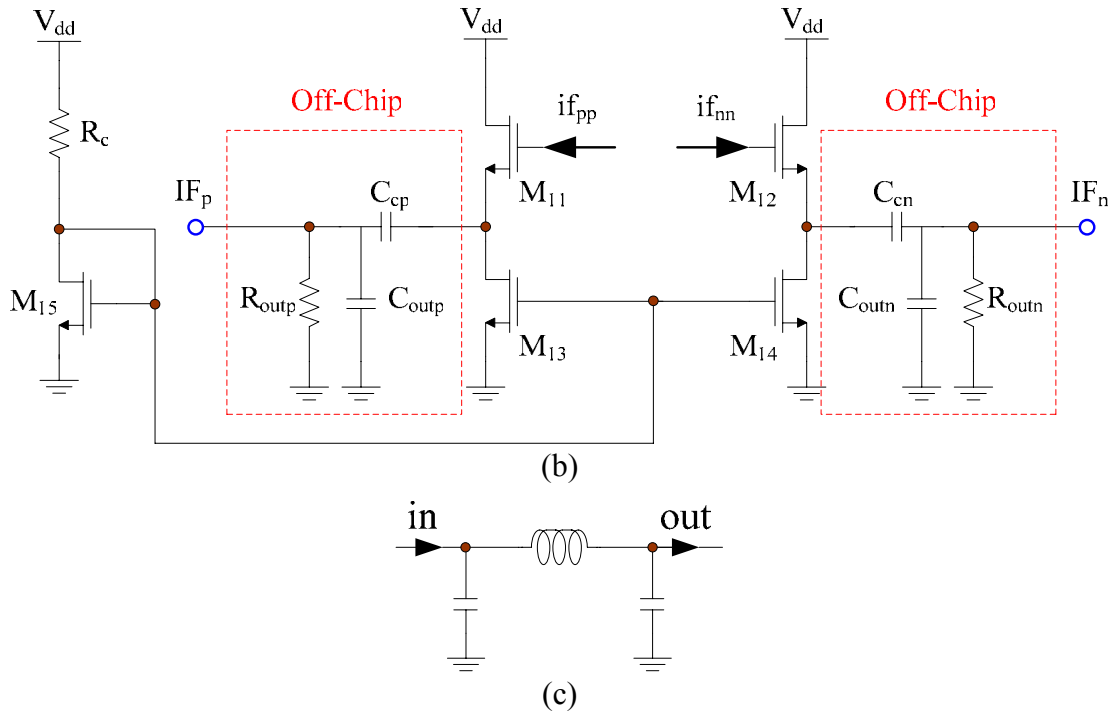 Vdd
Vdd
Vdd
Off-Chip
Off-Chip
ifpp
ifnn
Rc
M11
M12
IFp
Ccp
Ccn
IFn
M15
Routp
Coutp
Coutn
Routn
M13
M14
(b)
in
out
(c)